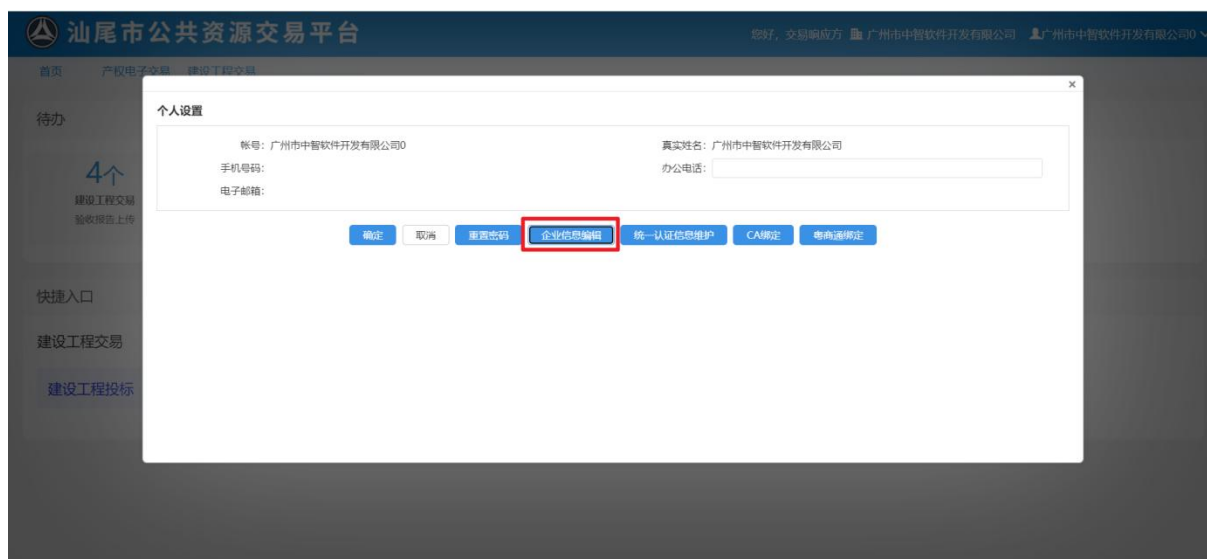 汕尾市公共资源交易平台
您好，交易响应方 广州市中智软件开发有限公司 广州市中智软件开发有限公司0
首页 产权电子交易 建设工程交易
×
待办
个人设置
帐号：广州市中智软件开发有限公司0 真实姓名：广州市中智软件开发有限公司
手机号码： 办公电话：
电子邮箱：
4个
建设工程交易
验收报告上传
确定 取消 重置密码 企业信息编辑 统一认证信息维护 CA绑定 粤商通绑定
快捷入口
建设工程交易
建设工程投标